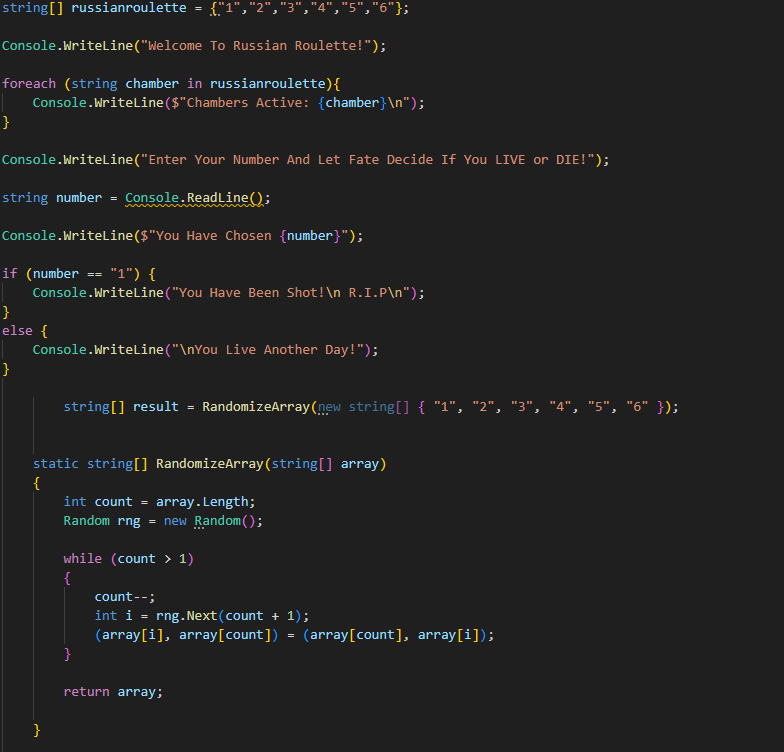 string[] russianroulette = {"1","2","3","4","5","6"};
Console.WriteLine("Welcome To Russian Roulette!");
foreach (string chamber in russianroulette){
Console.WriteLine($"Chambers Active: {chamber}\n");
}
Console.WriteLine("Enter Your Number And Let Fate Decide If You LIVE or DIE!");
string number = Console.ReadLine();
Console.WriteLine($"You Have Chosen {number}");
if (number == "1") {
Console.WriteLine("You Have Been Shot!\n R.I.P\n");
}
else {
Console.WriteLine("\nYou Live Another Day!");
}
string[] result = RandomizeArray(new string[] { "1", "2", "3", "4", "5", "6" });
static string[] RandomizeArray(string[] array)
{
int count = array.Length;
Random rng = new Random();
while (count > 1)
{
count--;
int i = rng.Next(count + 1);
(array[i], array[count]) = (array[count], array[i]);
}
return array;
}